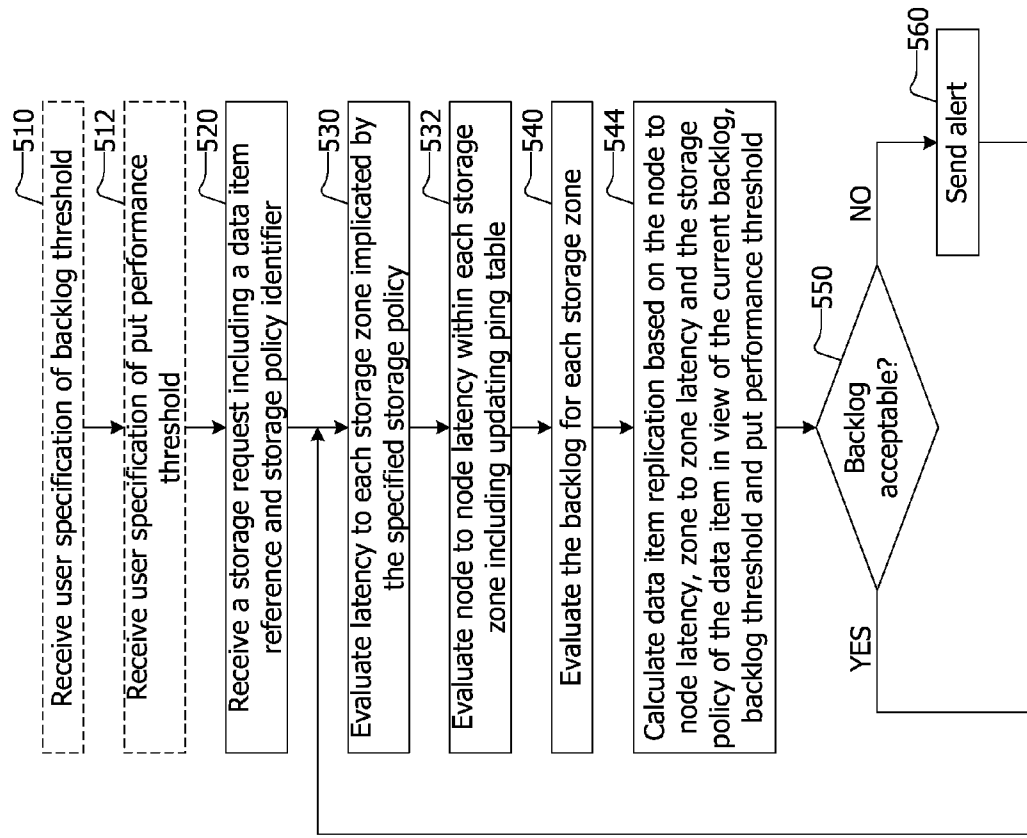 510
Receive user specification of backlog threshold
512
Receive user specification of put performance
threshold
520
Receive a storage request including a data item
reference and storage policy identifier
530
Evaluate latency to each storage zone implicated by
the specified storage policy
532
Evaluate node to node latency within each storage
zone including updating ping table
540
Evaluate the backlog for each storage zone
544
Calculate data item replication based on the node to
node latency, zone to zone latency and the storage
policy of the data item in view of the current backlog,
backlog threshold and put performance threshold
550
Backlog
acceptable?
YES
NO
560
Send alert